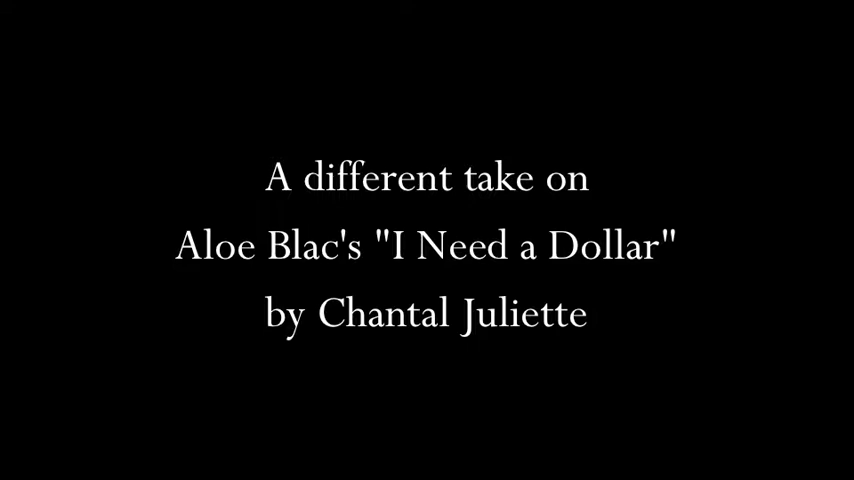 A different take on
Aloe Blac's "I Need a Dollar"
by Chantal Juliette